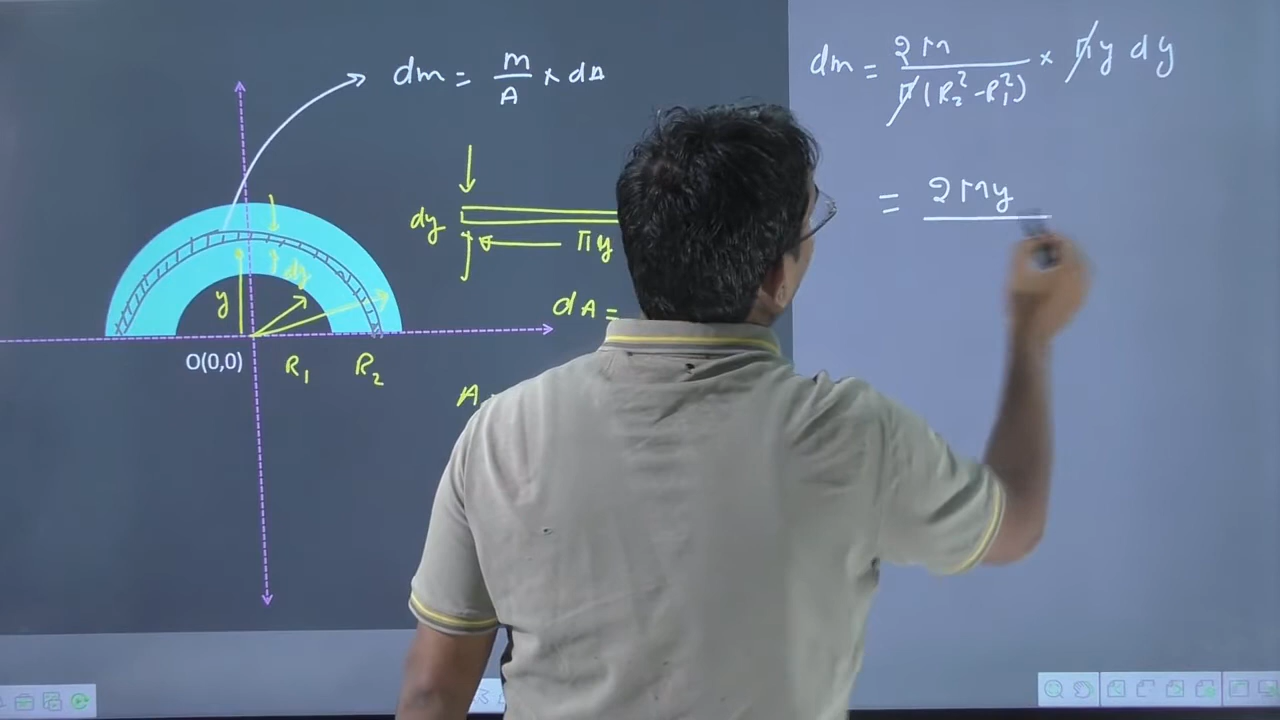 dm = m/A × dA
dy
πy
dA =
y
dy
O(0,0)
R₁
R₂
A
dm = 2m/π(R₂² - R₁²) × πy dy
= 2my